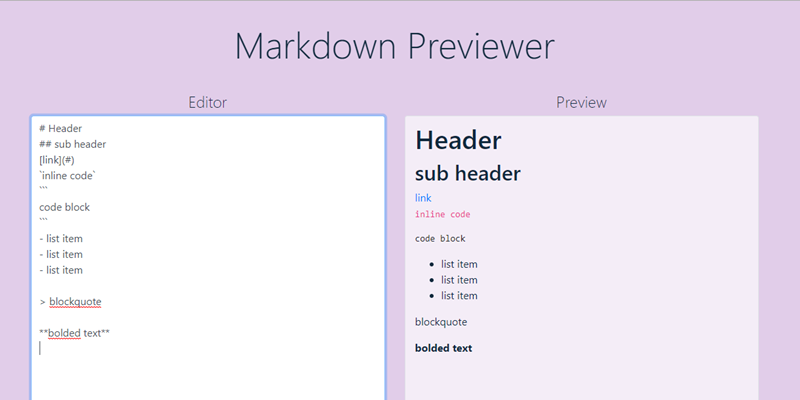 Markdown Previewer
Editor
# Header
## sub header
[link](#)
`inline code`
```
code block
```
- list item
- list item
- list item
> blockquote
**bolded text**
Preview
Header
sub header
link
inline code
code block
• list item
• list item
• list item
blockquote
bolded text